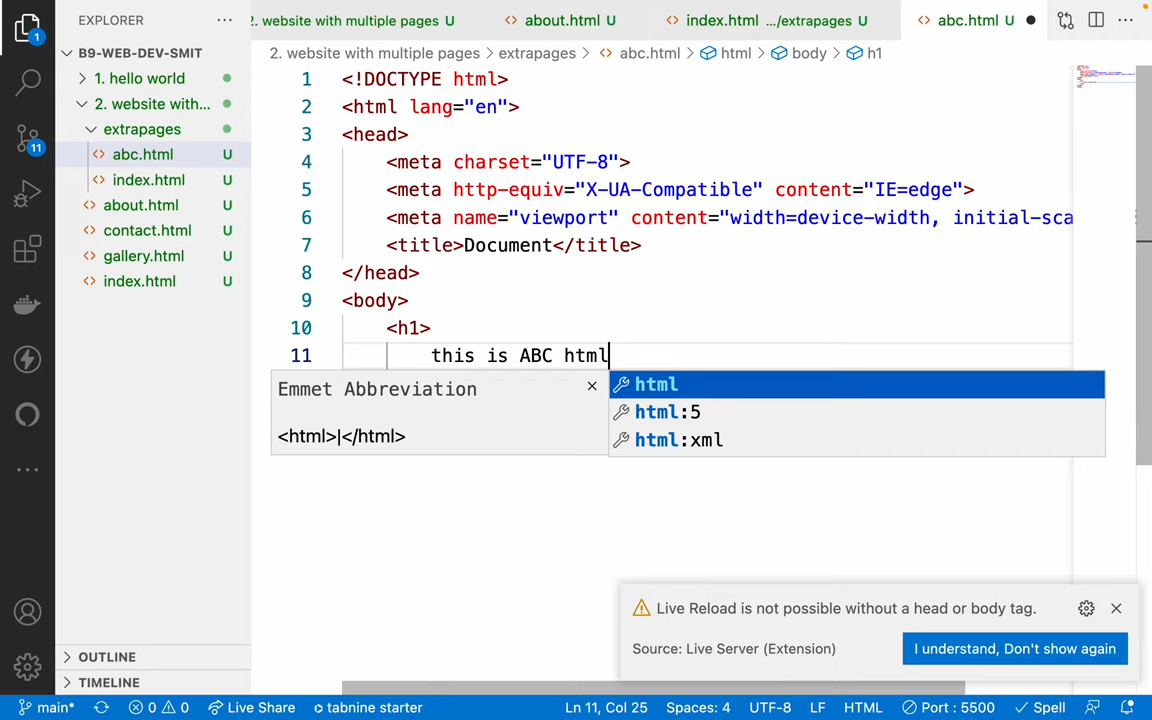 EXPLORER
B9-WEB-DEV-SMIT
1. hello world
2. website with...
extrapages
abc.html U
index.html U
about.html U
contact.html U
gallery.html U
index.html U
OUTLINE
TIMELINE
1
11
2. website with multiple pages U
about.html U
index.html .../extrapages U
abc.html U
2. website with multiple pages > extrapages > abc.html > html > body > h1
1 <!DOCTYPE html>
2 <html lang="en">
3 <head>
4 <meta charset="UTF-8">
5 <meta http-equiv="X-UA-Compatible" content="IE=edge">
6 <meta name="viewport" content="width=device-width, initial-sca
7 <title>Document</title>
8 </head>
9 <body>
10 <h1>
11 this is ABC html
Emmet Abbreviation
<html>|</html>
html
html:5
html:xml
Live Reload is not possible without a head or body tag.
Source: Live Server (Extension)
I understand, Don't show again
main* 0 0 Live Share tabnine starter Ln 11, Col 25 Spaces: 4 UTF-8 LF HTML Port : 5500 Spell